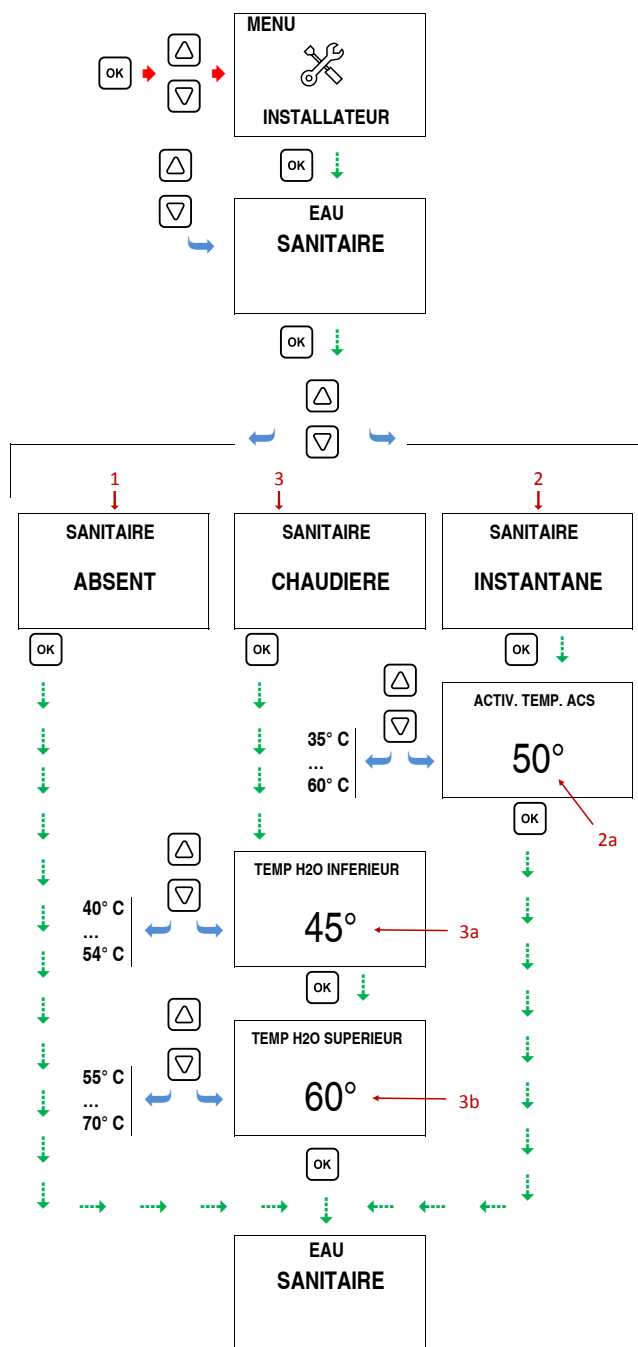 MENU
OK
INSTALLATEUR
OK
EAU
SANITAIRE
OK
1
3
2
SANITAIRE
ABSENT
SANITAIRE
CHAUDIERE
SANITAIRE
INSTANTANE
OK
OK
OK
ACTIV. TEMP. ACS
35° C
...
60° C
50°
OK
2a
TEMP H2O INFERIEUR
40° C
...
54° C
45°
3a
OK
TEMP H2O SUPERIEUR
55° C
...
70° C
60°
3b
OK
EAU
SANITAIRE